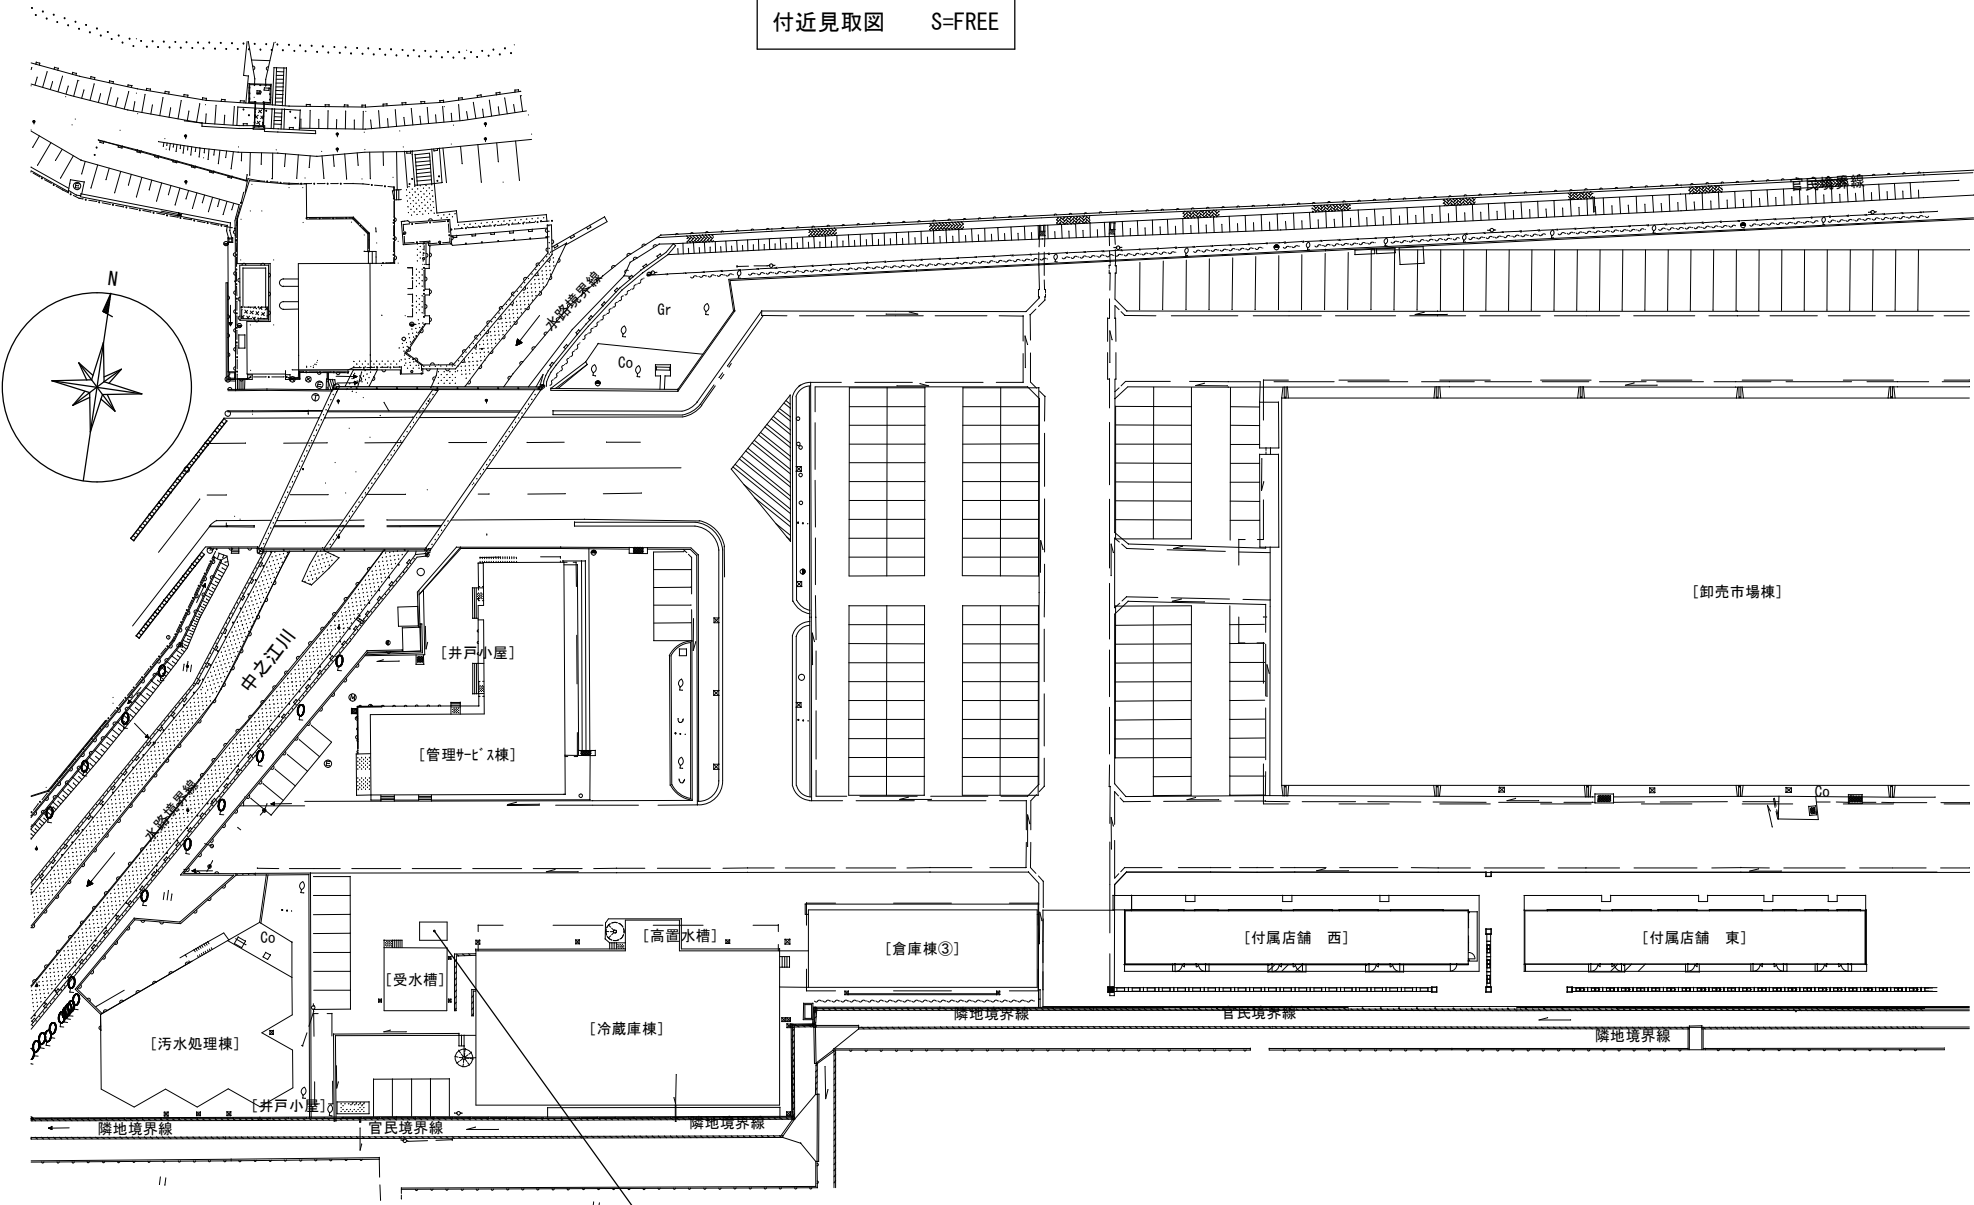 付近見取図 S=FREE
官民境界線
N
水路境界線
Gr
Co
[卸売市場棟]
中之江川
[井戸小屋]
[管理ｻｰﾋﾞｽ棟]
水路境界線
Co
Co
[高置水槽]
[倉庫棟③]
[付属店舗 西]
[付属店舗 東]
[受水槽]
[冷蔵庫棟]
隣地境界線
官民境界線
隣地境界線
[汚水処理棟]
[井戸小屋]
隣地境界線
官民境界線
隣地境界線